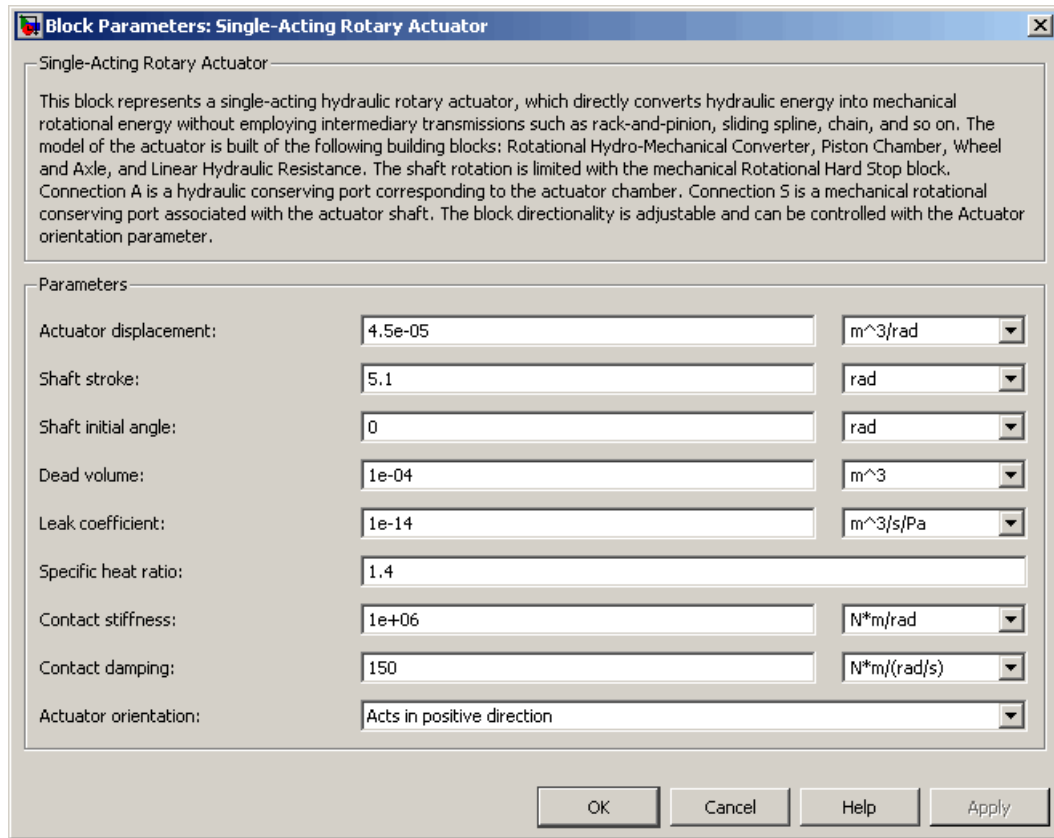 Block Parameters: Single-Acting Rotary Actuator
Single-Acting Rotary Actuator
This block represents a single-acting hydraulic rotary actuator, which directly converts hydraulic energy into mechanical
rotational energy without employing intermediary transmissions such as rack-and-pinion, sliding spline, chain, and so on. The
model of the actuator is built of the following building blocks: Rotational Hydro-Mechanical Converter, Piston Chamber, Wheel
and Axle, and Linear Hydraulic Resistance. The shaft rotation is limited with the mechanical Rotational Hard Stop block.
Connection A is a hydraulic conserving port corresponding to the actuator chamber. Connection S is a mechanical rotational
conserving port associated with the actuator shaft. The block directionality is adjustable and can be controlled with the Actuator
orientation parameter.
Parameters
Actuator displacement: 4.5e-05 m^3/rad
Shaft stroke: 5.1 rad
Shaft initial angle: 0 rad
Dead volume: 1e-04 m^3
Leak coefficient: 1e-14 m^3/s/Pa
Specific heat ratio: 1.4
Contact stiffness: 1e+06 N*m/rad
Contact damping: 150 N*m/(rad/s)
Actuator orientation: Acts in positive direction
OK Cancel Help Apply